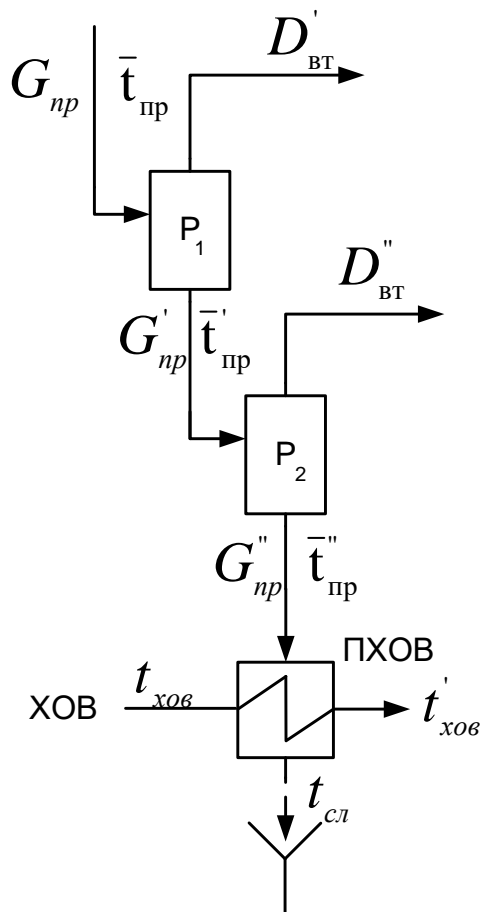 D'вт
Gпр t̅пр
P1
D"вт
G'пр t̅'пр
P2
G"пр t̅"пр
ПХОВ
ХОВ tхов t'хов
tсл